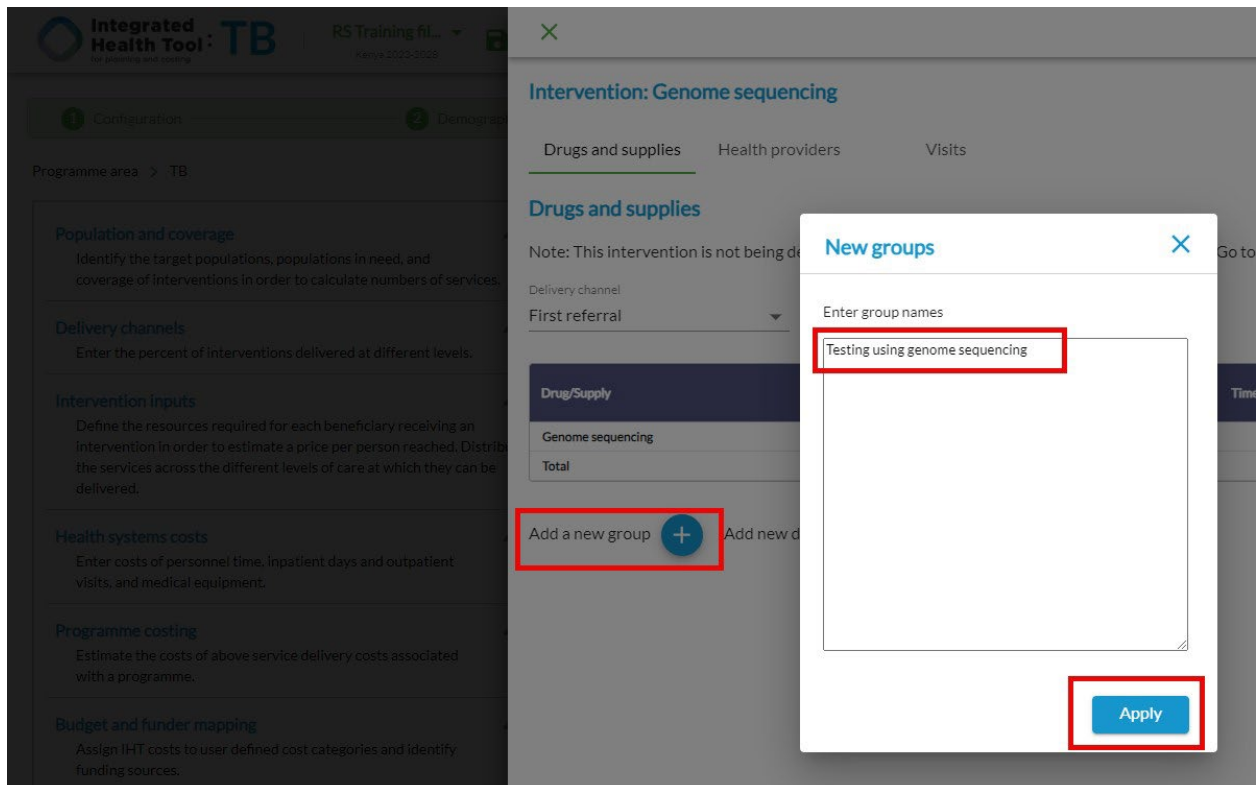 Integrated
Health Tool: TB
for planning and costing
RS Training fil...
Kenya 2022-2028
1 Configuration
2 Demograp
Programme area > TB
Population and coverage
Identify the target populations, populations in need, and
coverage of interventions in order to calculate numbers of services.
Delivery channels
Enter the percent of interventions delivered at different levels.
Intervention inputs
Define the resources required for each beneficiary receiving an
intervention in order to estimate a price per person reached. Distribu
the services across the different levels of care at which they can be
delivered.
Health systems costs
Enter costs of personnel time, inpatient days and outpatient
visits, and medical equipment.
Programme costing
Estimate the costs of above service delivery costs associated
with a programme.
Budget and funder mapping
Assign IHT costs to user defined cost categories and identify
funding sources.
Intervention: Genome sequencing
Drugs and supplies Health providers Visits
Drugs and supplies
Note: This intervention is not being de
Go to
Delivery channel
First referral
Drug/Supply
Time
Genome sequencing
Total
Add a new group +
Add new d
New groups
Enter group names
Testing using genome sequencing
Apply